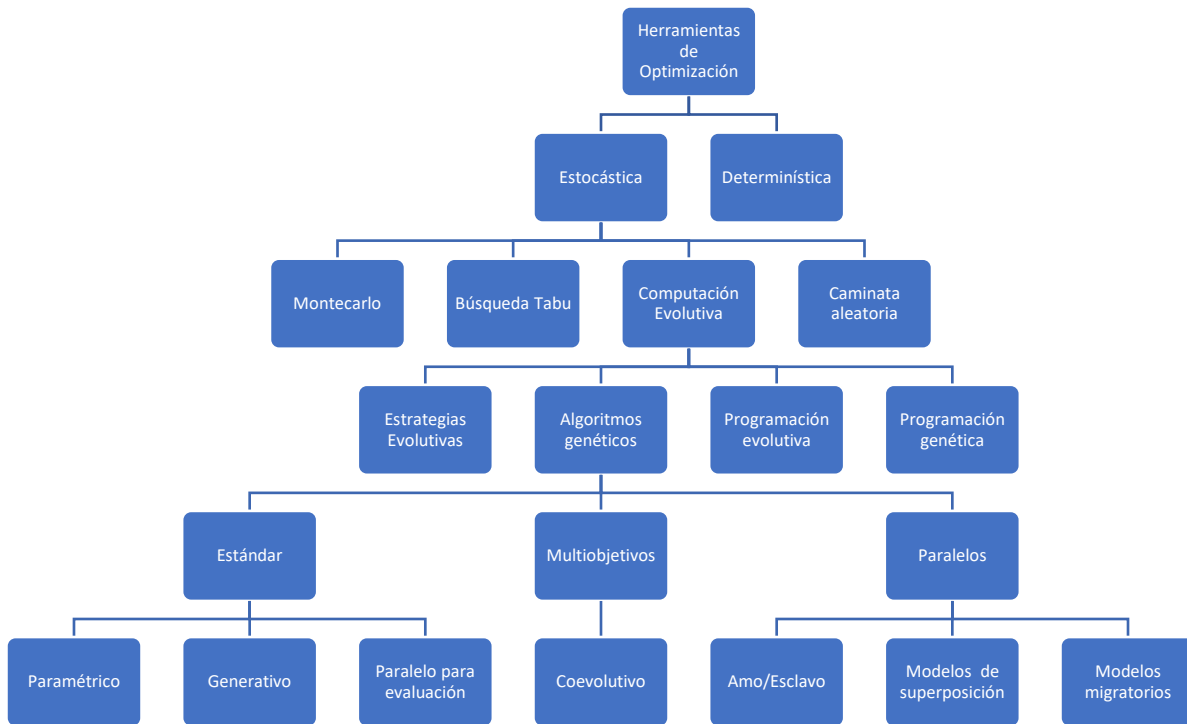 Herramientas
de
Optimización
Estocástica
Determinística
Montecarlo
Búsqueda Tabu
Computación
Evolutiva
Caminata
aleatoria
Estrategias
Evolutivas
Algoritmos
genéticos
Programación
evolutiva
Programación
genética
Estándar
Multiobjetivos
Paralelos
Paramétrico
Generativo
Paralelo para
evaluación
Coevolutivo
Amo/Esclavo
Modelos de
superposición
Modelos
migratorios